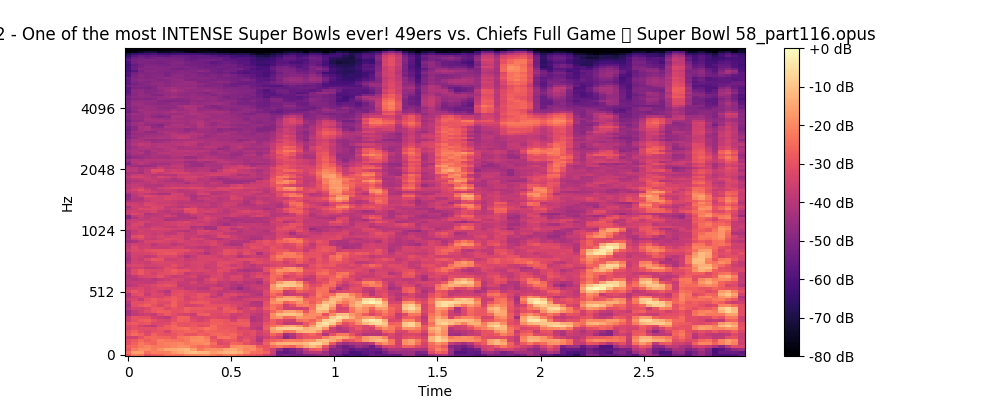 2 - One of the most INTENSE Super Bowls ever! 49ers vs. Chiefs Full Game ▯ Super Bowl 58_part116.opus
+0 dB
4096
-10 dB
-20 dB
2048
-30 dB
Hz
1024
-40 dB
-50 dB
512
-60 dB
-70 dB
0
-80 dB
0
0.5
1
1.5
2
2.5
Time